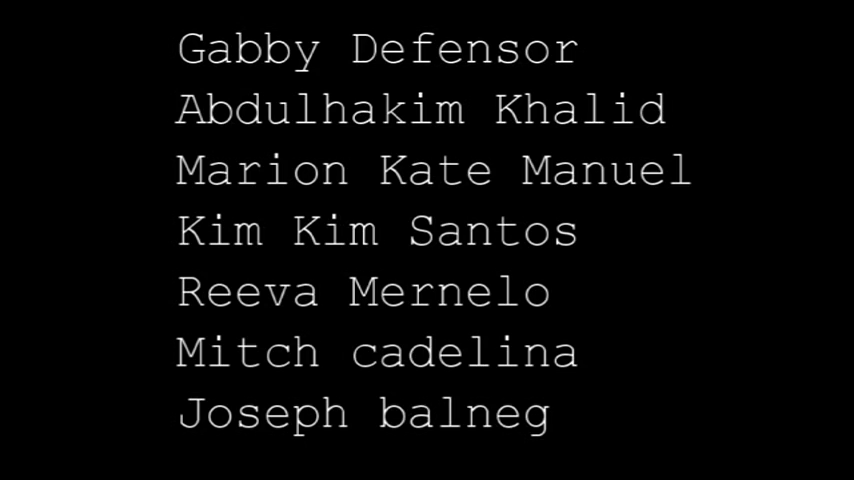 Gabby Defensor
Abdulhakim Khalid
Marion Kate Manuel
Kim Kim Santos
Reeva Mernelo
Mitch cadelina
Joseph balneg